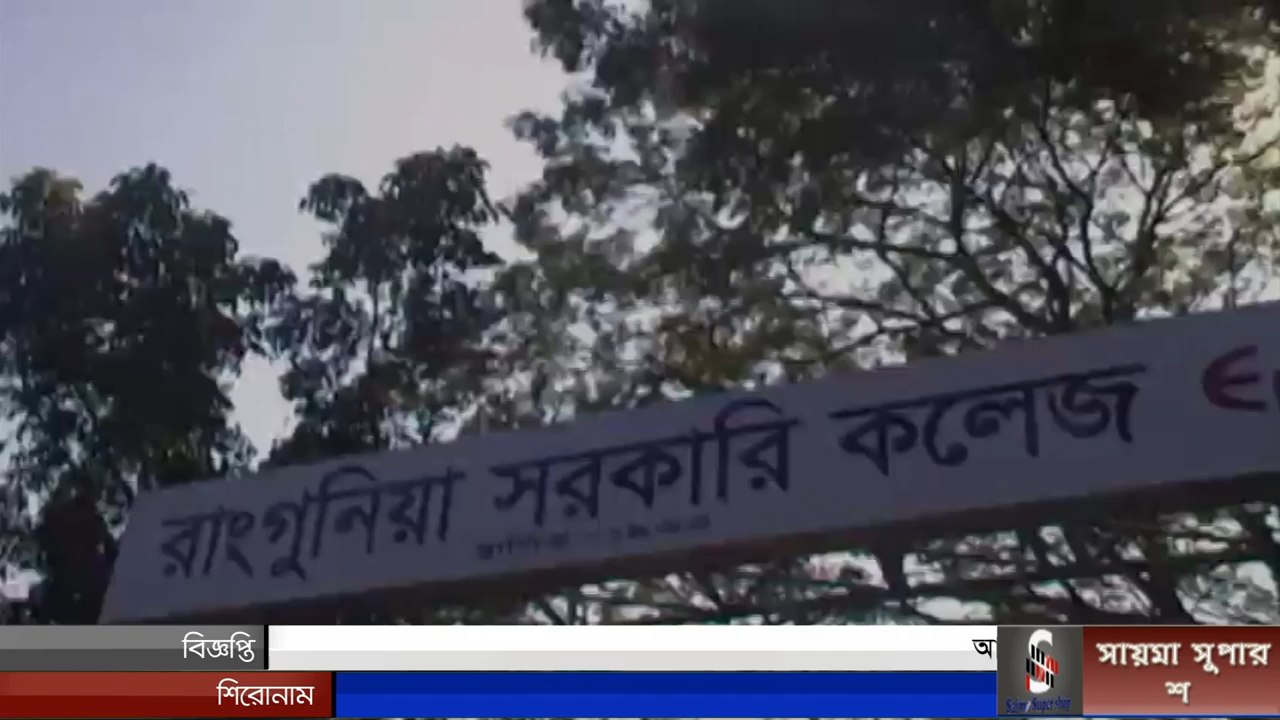 রাংগুনিয়া সরকারি কলেজ
বিজ্ঞপ্তি
শিরোনাম
সায়মা সুপার
শ